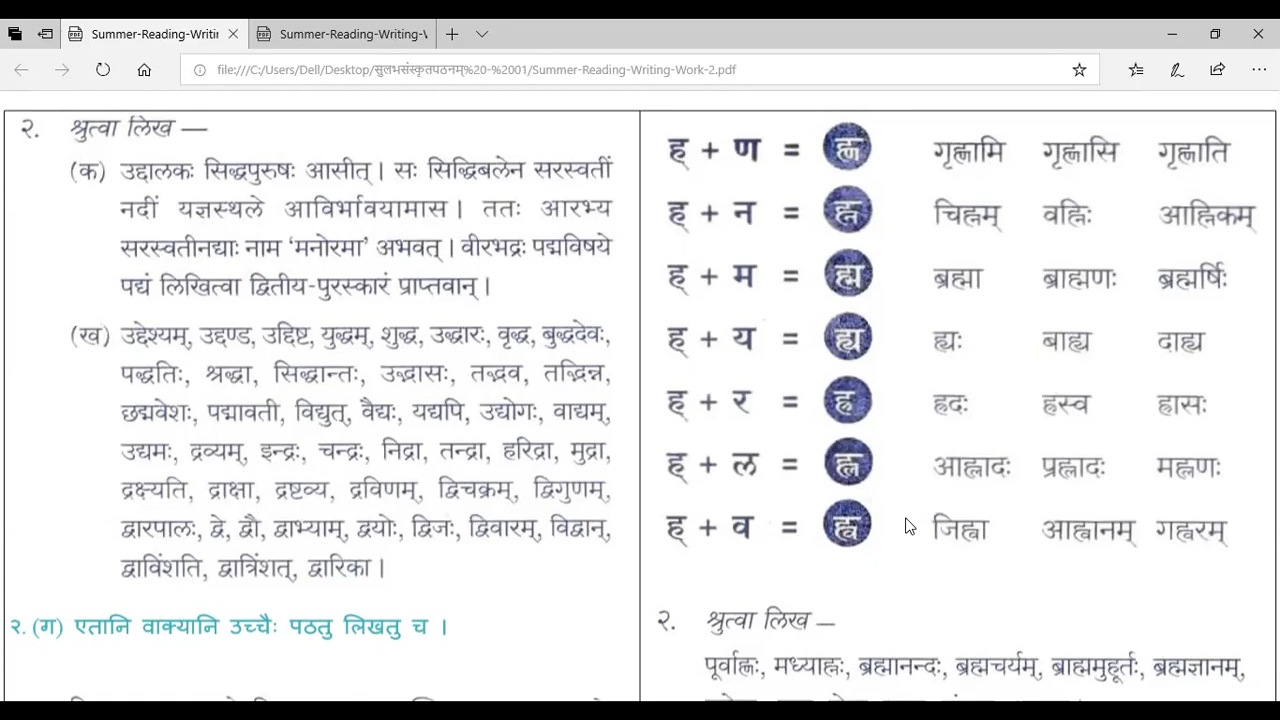 Summer-Reading-Writin
Summer-Reading-Writing-V
file:///C:/Users/Dell/Desktop/सुलभसंस्कृतपठनम्%20-%2001/Summer-Reading-Writing-Work-2.pdf
२. श्रुत्वा लिख —
(क) उद्दालकः सिद्धपुरुषः आसीत्। सः सिद्धिबलेन सरस्वतीं
नदीं यज्ञस्थले आविर्भावयामास। ततः आरभ्य
सरस्वतीनद्याः नाम ‘मनोरमा’ अभवत्। वीरभद्रः पद्मविषये
पद्यं लिखित्वा द्वितीय-पुरस्कारं प्राप्तवान्।
(ख) उद्देश्यम्, उद्दण्ड, उद्दिष्ट, युद्धम्, शुद्ध, उद्धारः, वृद्ध, बुद्धदेवः,
पद्धतिः, श्रद्धा, सिद्धान्तः, उद्भासः, तद्भव, तद्भिन्न,
छद्मवेशः, पद्मावती, विद्युत्, वैद्यः, यद्यपि, उद्योगः, वाद्यम्,
उद्यमः, द्रव्यम्, इन्द्रः, चन्द्रः, निद्रा, तन्द्रा, हरिद्रा, मुद्रा,
द्रक्ष्यति, द्राक्षा, द्रष्टव्य, द्रविणम्, द्विचक्रम्, द्विगुणम्,
द्वारपालः, द्वे, द्वौ, द्वाभ्याम्, द्वयोः, द्विजः, द्विवारम्, विद्वान्,
द्वाविंशति, द्वात्रिंशत्, द्वारिका।
२. (ग) एतानि वाक्यानि उच्चैः पठतु लिखतु च ।
ह् + ण = ह्ण गृह्णामि गृह्णासि गृह्णाति
ह् + न = ह्न चिह्नम् वह्निः आह्निकम्
ह् + म = ह्म ब्रह्मा ब्राह्मणः ब्रह्मर्षिः
ह् + य = ह्य ह्यः बाह्य दाह्य
ह् + र = ह्र ह्रदः ह्रस्व ह्रासः
ह् + ल = ह्ल आह्लादः प्रह्लादः मह्लणः
ह् + व = ह्व जिह्वा आह्वानम् गह्वरम्
२. श्रुत्वा लिख —
पूर्वाह्णः, मध्याह्नः, ब्रह्मानन्दः, ब्रह्मचर्यम्, ब्राह्ममुहूर्तः, ब्रह्मज्ञानम्,